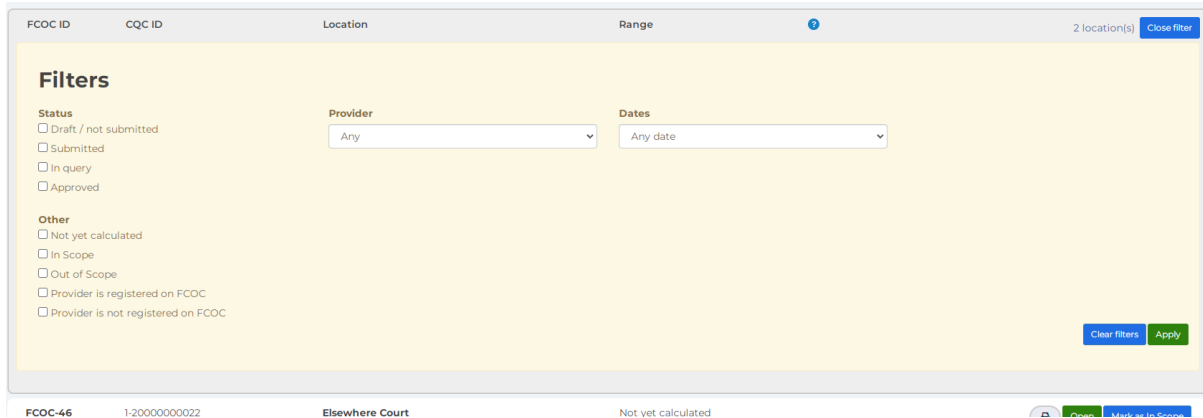 FCOC ID CQC ID Location Range ? 2 location(s) Close filter
Filters
Status Provider Dates
Draft / not submitted Any Any date
Submitted
In query
Approved
Other
Not yet calculated
In Scope
Out of Scope
Provider is registered on FCOC
Provider is not registered on FCOC
Clear filters Apply
FCOC-46 1-20000000022 Elsewhere Court Not yet calculated Open Mark as In Scope